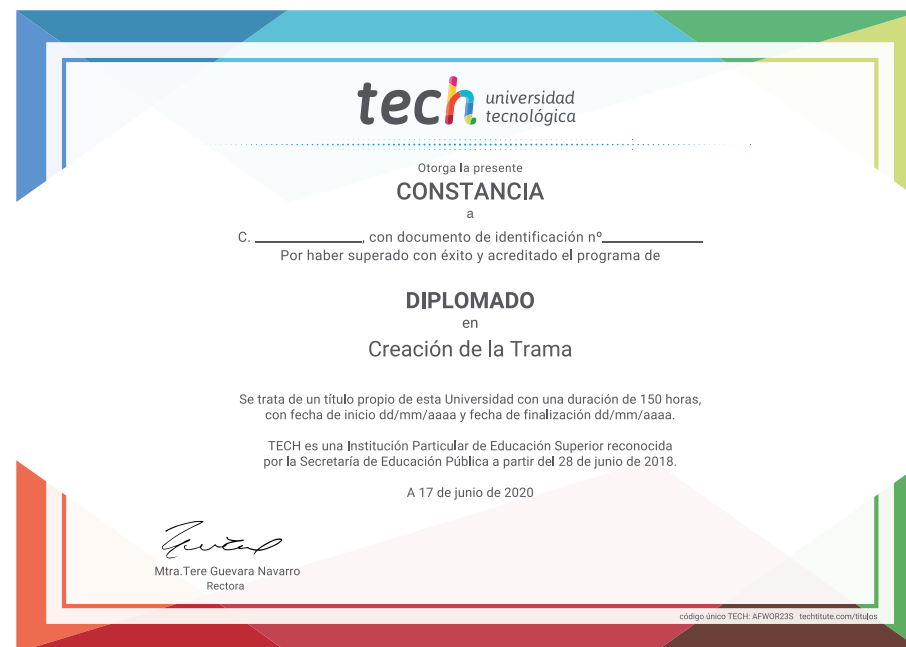 tech universidad
tecnológica
Otorga la presente
CONSTANCIA
a
C. ______________, con documento de identificación nº_____________
Por haber superado con éxito y acreditado el programa de
DIPLOMADO
en
Creación de la Trama
Se trata de un título propio de esta Universidad con una duración de 150 horas,
con fecha de inicio dd/mm/aaaa y fecha de finalización dd/mm/aaaa.
TECH es una Institución Particular de Educación Superior reconocida
por la Secretaría de Educación Pública a partir del 28 de junio de 2018.
A 17 de junio de 2020
Mtra.Tere Guevara Navarro
Rectora
código único TECH: AFWOR23S techtitute.com/titulos